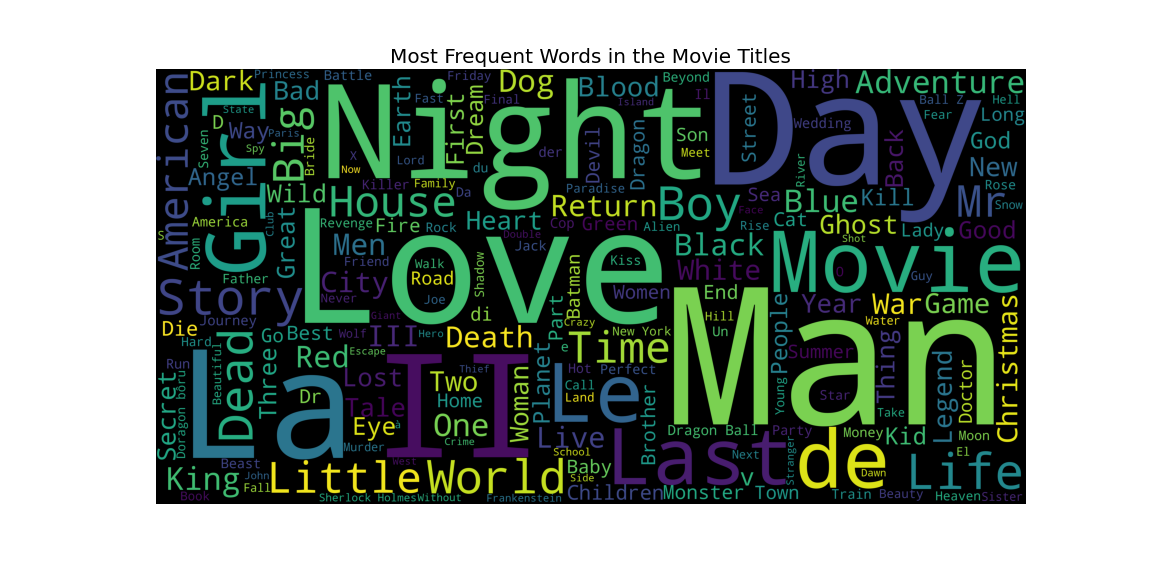 Most Frequent Words in the Movie Titles
Dark
Princess
Battle
Friday
Dog
Beyond
High
Adventure
American
State
Bad
Night
Earth
Fast
First
Dream
Final
Blood
Island
Il
Day
Street
Ball Z
Hell
Fear
Long
D
Way
Paris
Girl
Big
Seven
Spy
Bride
X
Now
Lord
Devil
Dragon
Son
Meet
Wedding
Back
God
Angel
Killer
Family
du
der
Paradise
River
New
Wild
House
Da
Return
Boy
Sea
Blue
Kill
Mr
Rose
Snow
America
Club
Great
Revenge
Fire
Rock
Heart
Cop
Green
Alien
Face
Rise
Cat
Ghost
Lady
Good
Room
Men
Love
Double
Jack
Black
Shot
Movie
Father
Friend
Walk
Road
Shadow
Batman
Kiss
White
O
Guy
Story
City
Never
Joe
di
Part
Women
End
Man
Year
War
Game
Journey
Giant
Crazy
Hill
Un
Water
Die
Hard
Go
Best
Wolf
III
Hero
Death
New York
People
Summer
Thing
Christmas
Dead
Three
Red
Escape
e
Time
Run
Beautiful
La
Lost
II
Two
Thief
Woman
Planet
Hot
Perfect
Call
Land
Le
Young
Star
Legend
Doctor
Secret
Doragon bôru
Dr
Tale
Home
Brother
Take
Eye
à
One
Crime
Live
Dragon Ball
Last
Party
de
Money
Kid
Moon
El
Murder
School
Next
Stranger
King
Beast
John
Fall
Little
West
World
Baby
Side
v
Dawn
Life
Book
Sherlock Holmes
Without
Frankenstein
Children
Monster
Town
Train
Beauty
Heaven
Sister